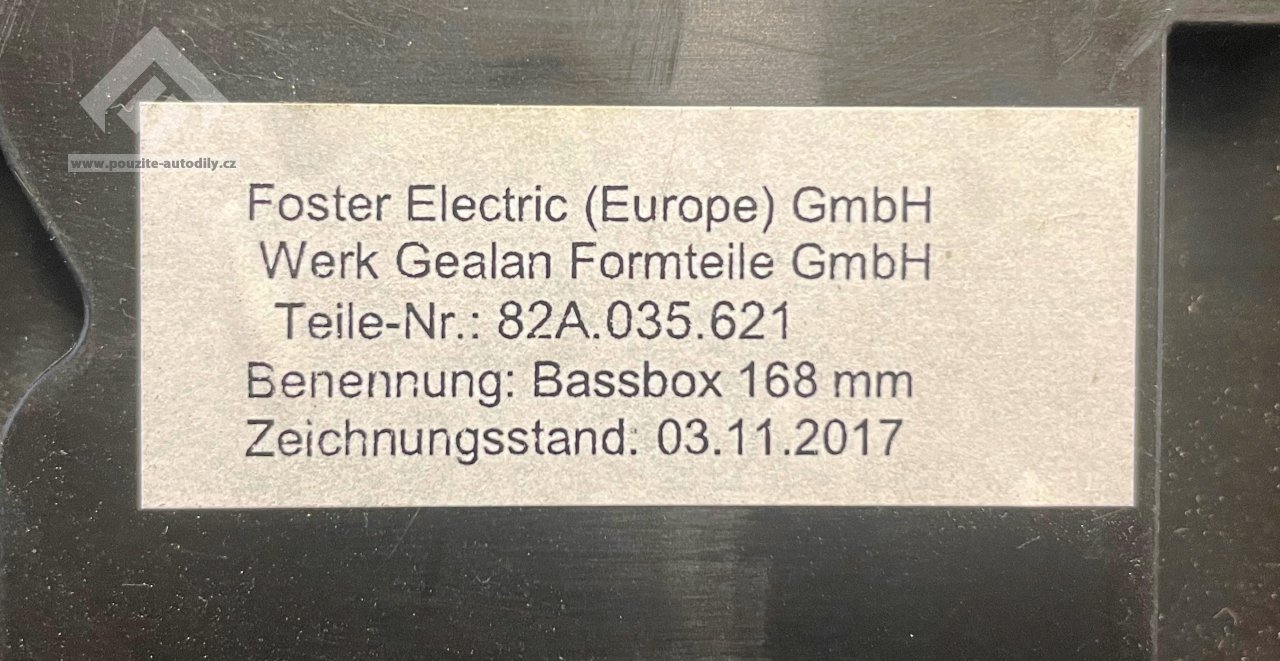 www.pouzite-autodily.cz
Foster Electric (Europe) GmbH
Werk Gealan Formteile GmbH
Teile-Nr.: 82A.035.621
Benennung: Bassbox 168 mm
Zeichnungsstand: 03.11.2017